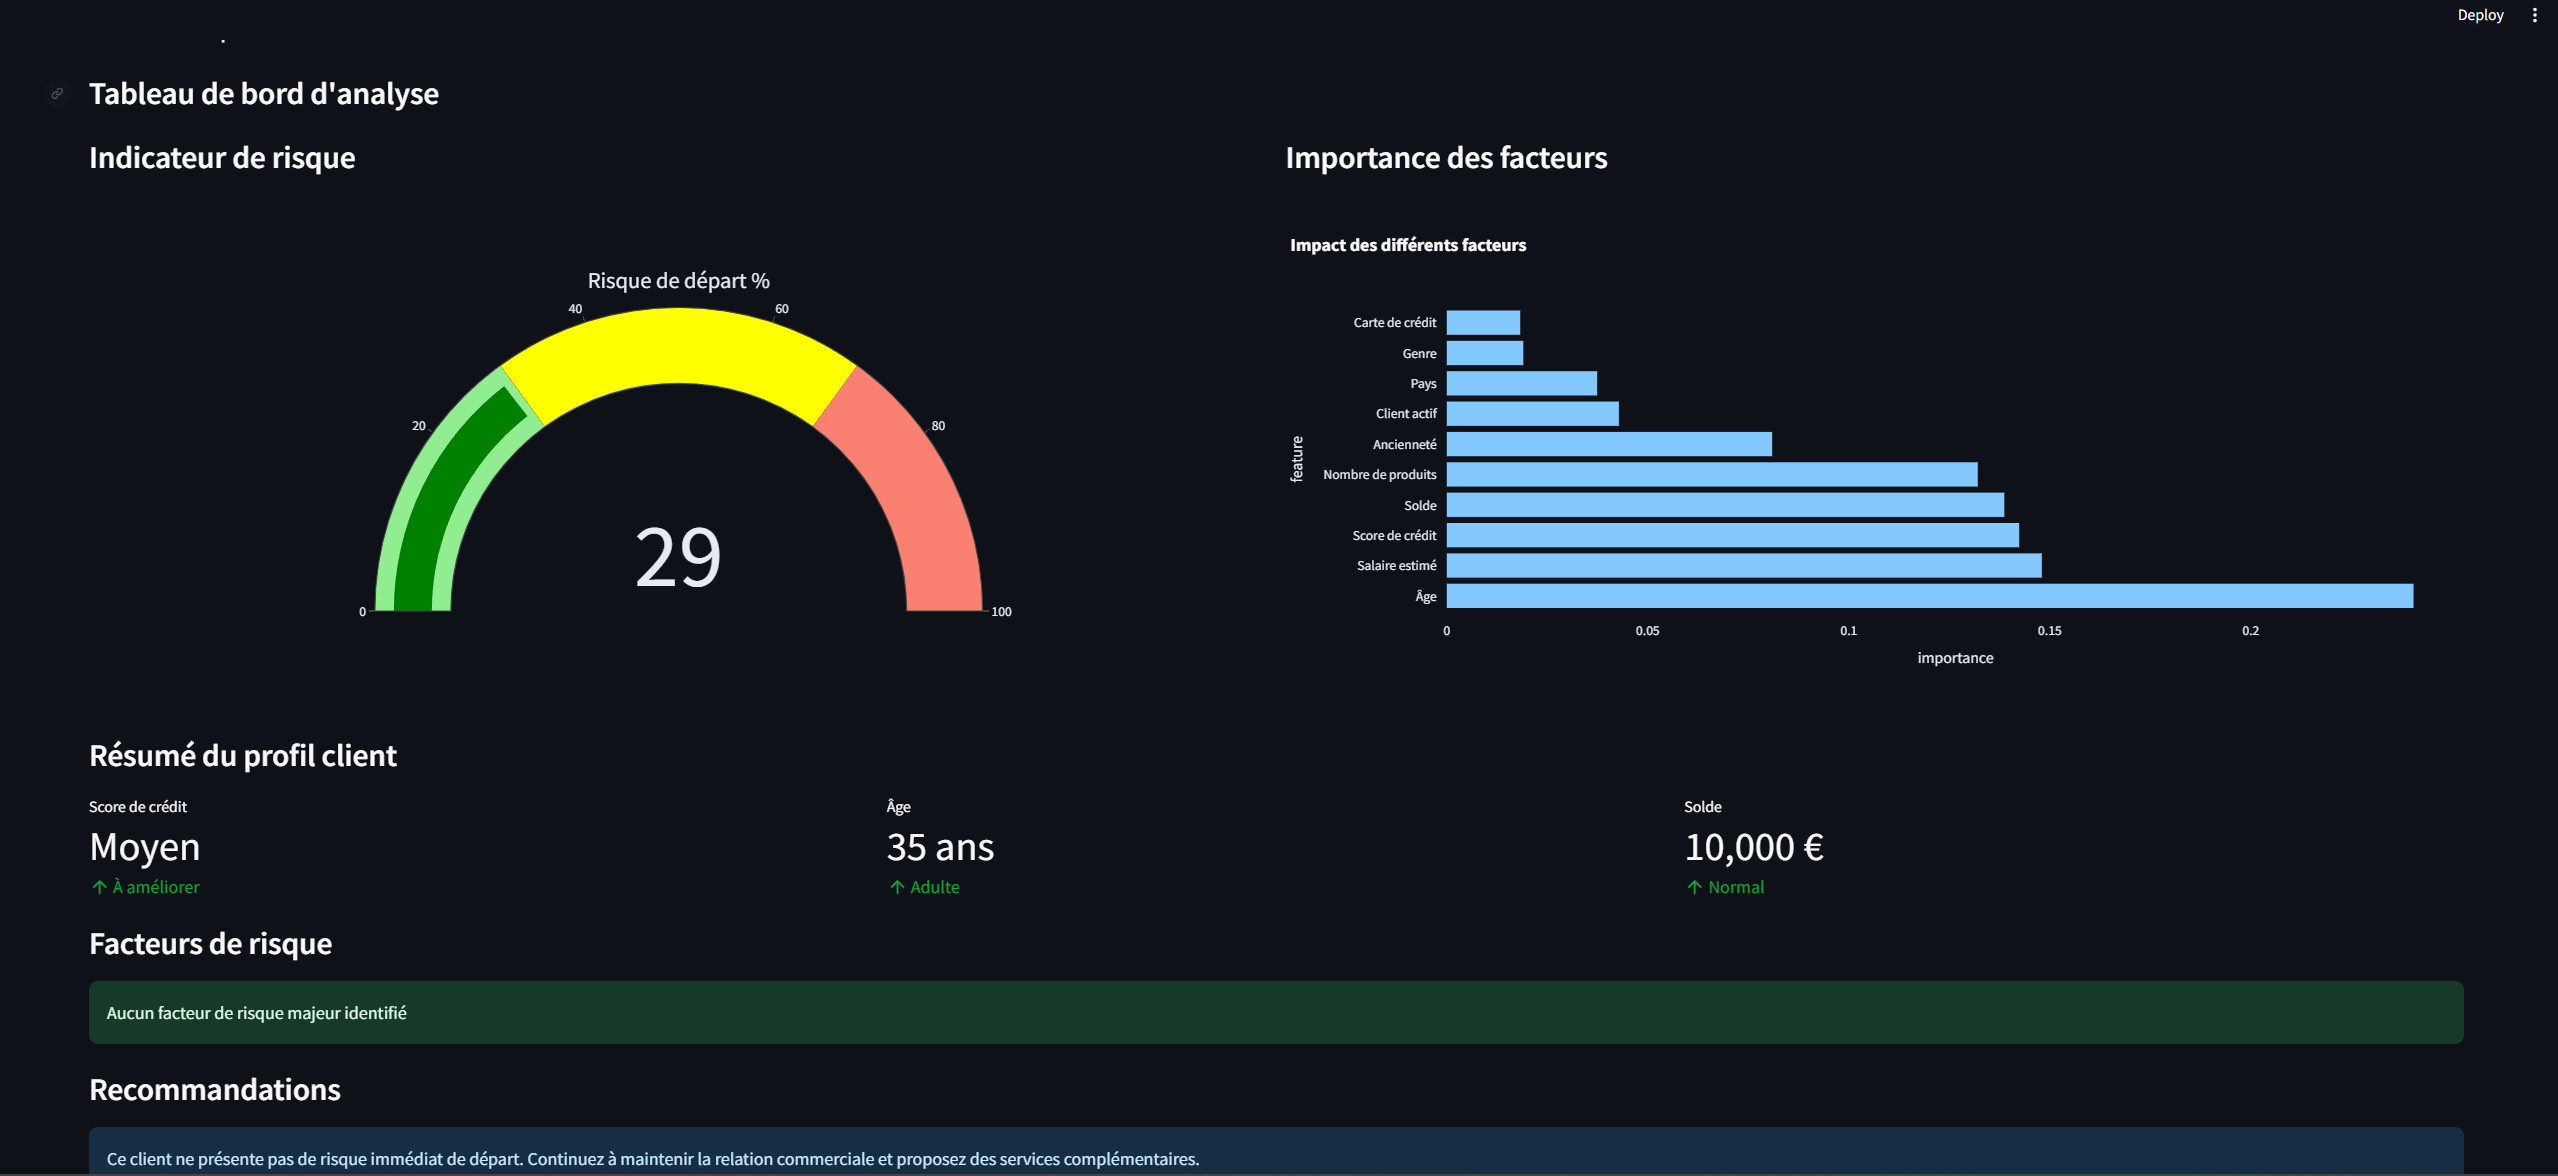 Deploy
Tableau de bord d'analyse
Indicateur de risque
Risque de départ %
0
20
40
60
80
100
29
Importance des facteurs
Impact des différents facteurs
feature
Carte de crédit
Genre
Pays
Client actif
Ancienneté
Nombre de produits
Solde
Score de crédit
Salaire estimé
Âge
0
0.05
0.1
0.15
0.2
importance
Résumé du profil client
Score de crédit
Moyen
↑ À améliorer
Âge
35 ans
↑ Adulte
Solde
10,000 €
↑ Normal
Facteurs de risque
Aucun facteur de risque majeur identifié
Recommandations
Ce client ne présente pas de risque immédiat de départ. Continuez à maintenir la relation commerciale et proposez des services complémentaires.